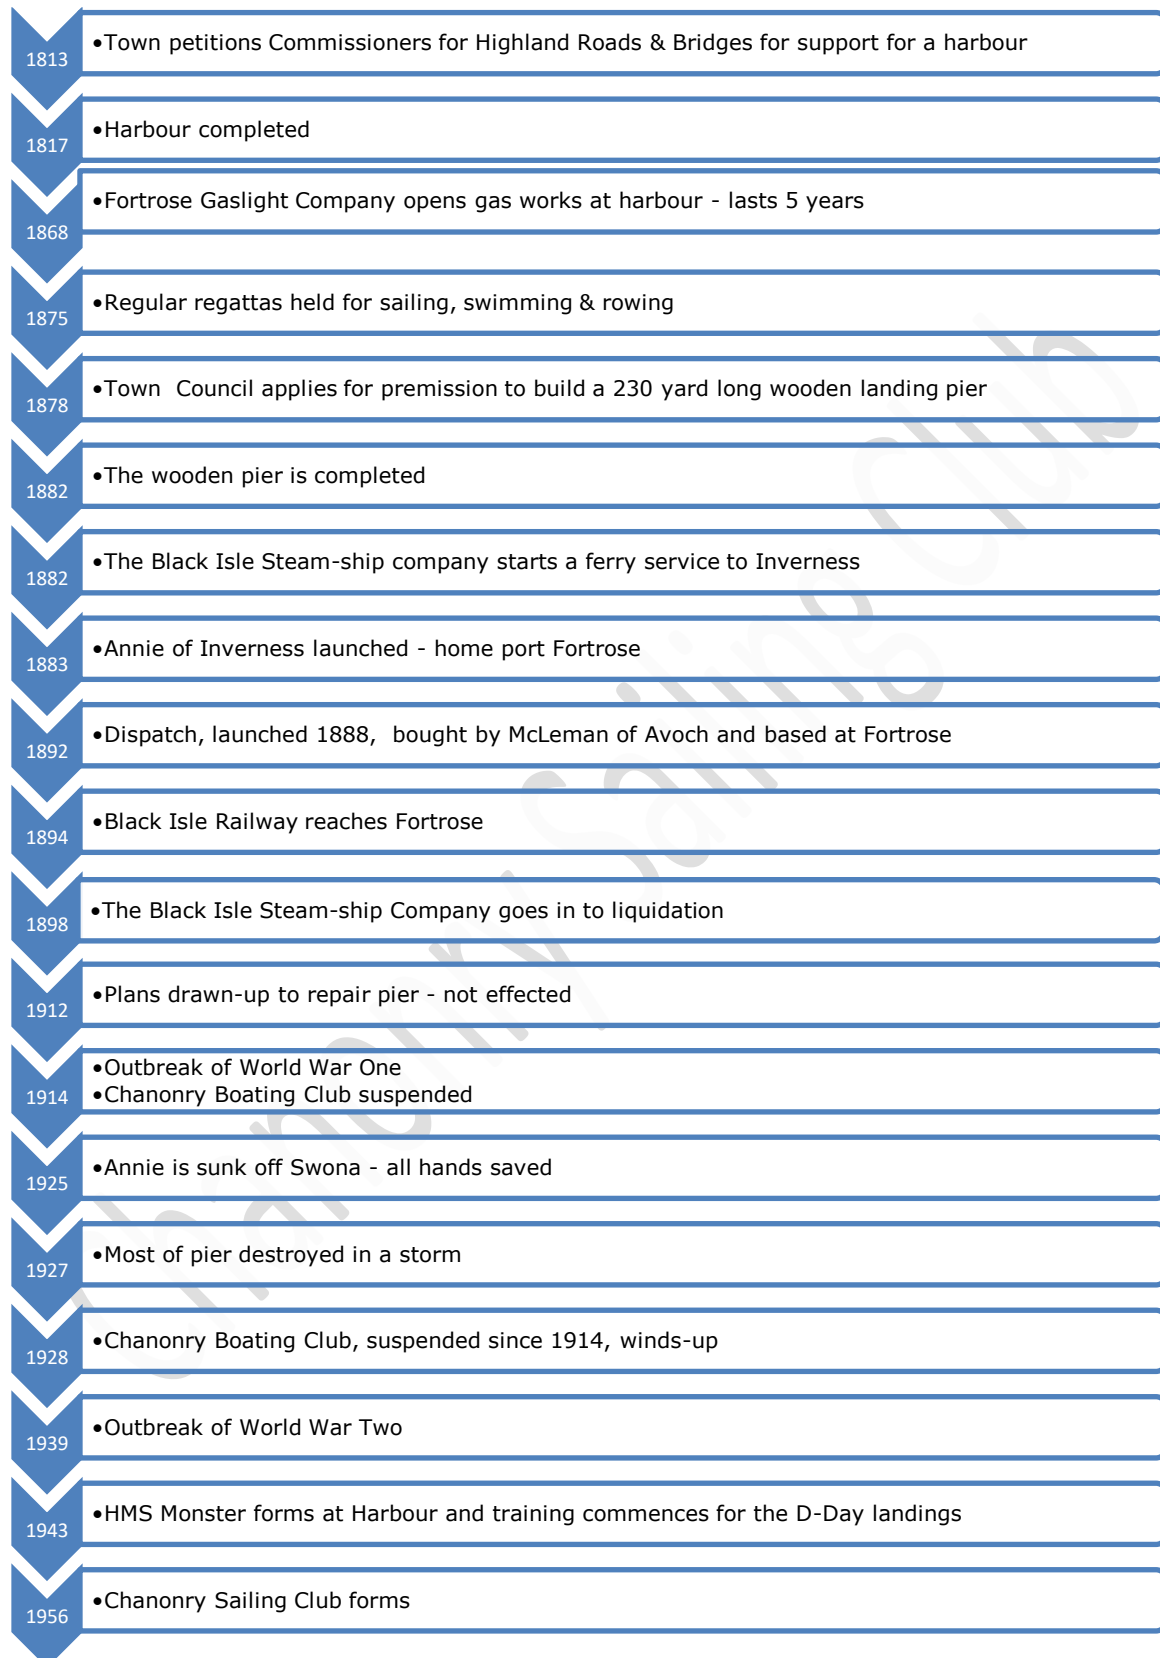 1813
•Town petitions Commissioners for Highland Roads & Bridges for support for a harbour
1817
•Harbour completed
1868
•Fortrose Gaslight Company opens gas works at harbour - lasts 5 years
1875
•Regular regattas held for sailing, swimming & rowing
1878
•Town  Council applies for premission to build a 230 yard long wooden landing pier
1882
•The wooden pier is completed
1882
•The Black Isle Steam-ship company starts a ferry service to Inverness
1883
•Annie of Inverness launched - home port Fortrose
1892
•Dispatch, launched 1888,  bought by McLeman of Avoch and based at Fortrose
1894
•Black Isle Railway reaches Fortrose
1898
•The Black Isle Steam-ship Company goes in to liquidation
1912
•Plans drawn-up to repair pier - not effected
1914
•Outbreak of World War One
•Chanonry Boating Club suspended
1925
•Annie is sunk off Swona - all hands saved
1927
•Most of pier destroyed in a storm
1928
•Chanonry Boating Club, suspended since 1914, winds-up
1939
•Outbreak of World War Two
1943
•HMS Monster forms at Harbour and training commences for the D-Day landings
1956
•Chanonry Sailing Club forms
Chanonry Sailing Club